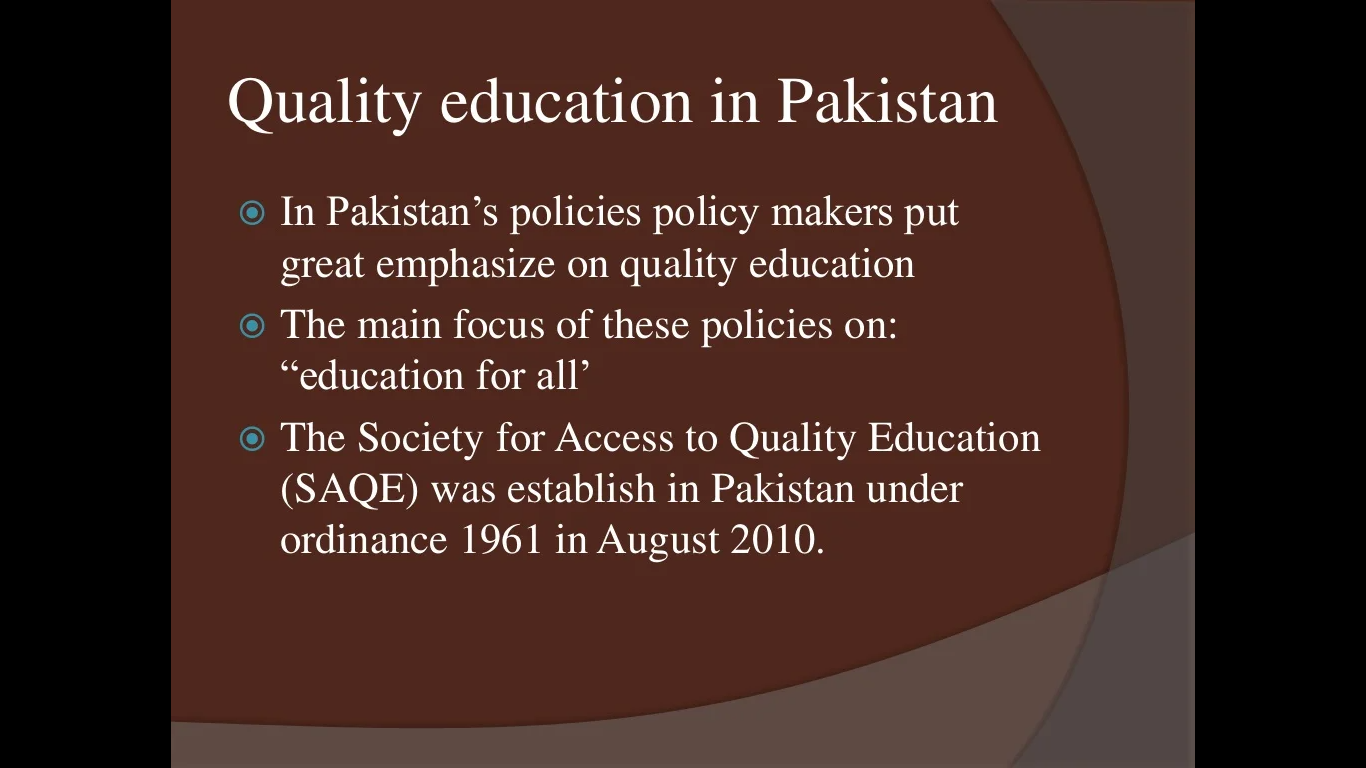 Quality education in Pakistan
In Pakistan’s policies policy makers put
great emphasize on quality education
The main focus of these policies on:
“education for all’
The Society for Access to Quality Education
(SAQE) was establish in Pakistan under
ordinance 1961 in August 2010.